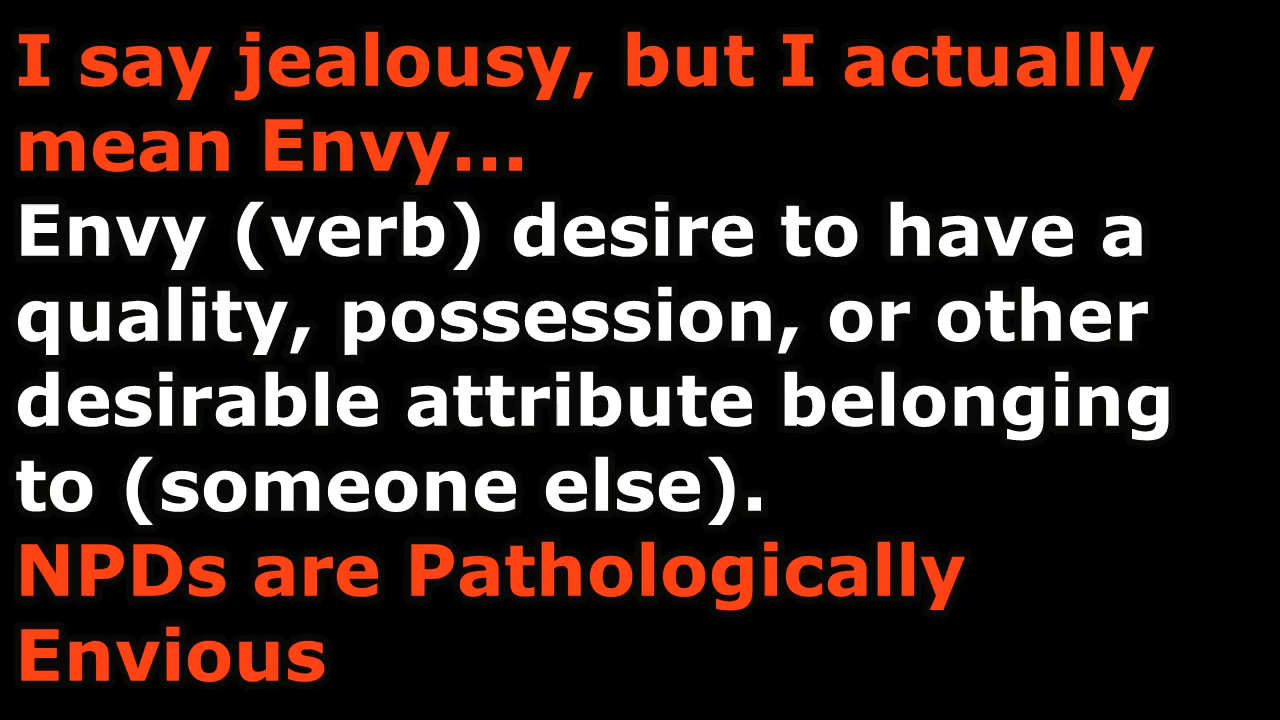 I say jealousy, but I actually
mean Envy...
Envy (verb) desire to have a
quality, possession, or other
desirable attribute belonging
to (someone else).
NPDs are Pathologically
Envious